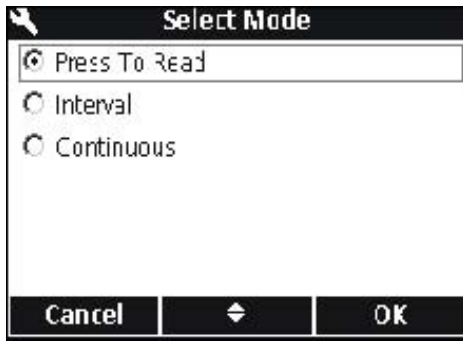 Select Mode
Press To Read
Interval
Continuous
Cancel OK